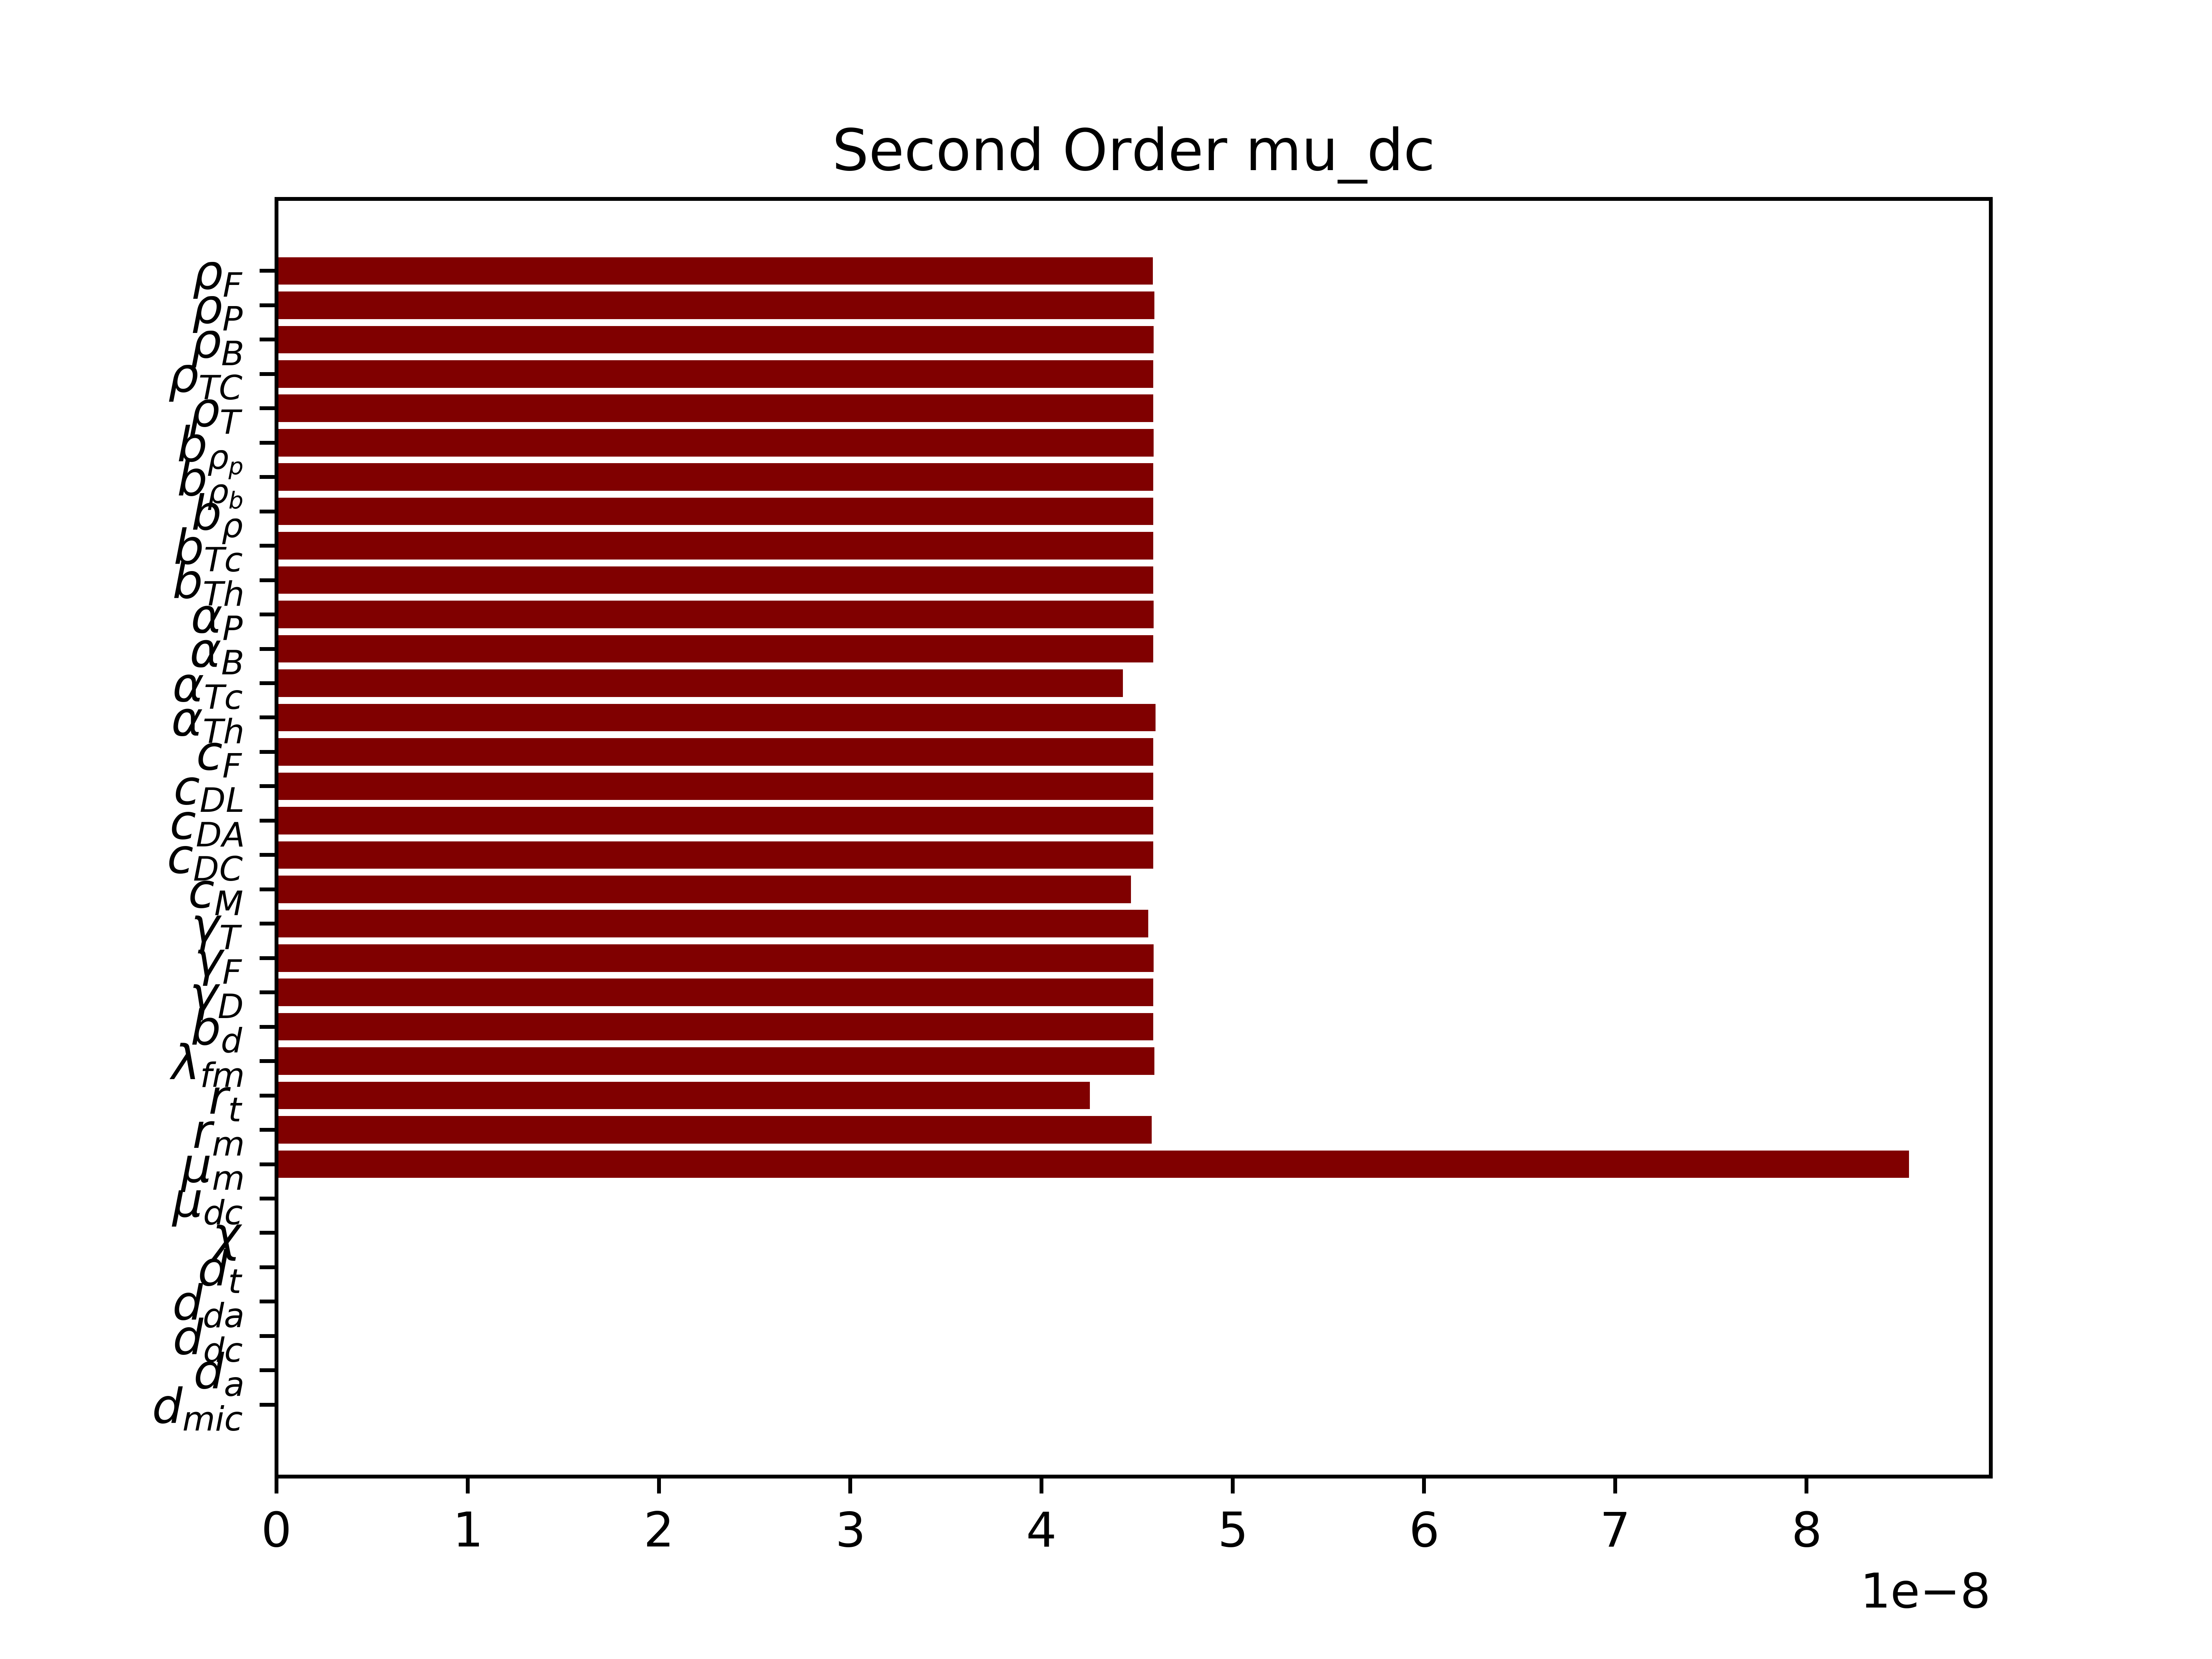 Second Order mu_dc
ρ_F
ρ_P
ρ_B
ρ_TC
ρ_T
b_ρ_p
b_ρ_b
b_ρ
b_Tc
b_Th
α_P
α_B
α_Tc
α_Th
c_F
c_DL
c_DA
c_DC
c_M
γ_T
γ_F
γ_D
b_d
λ_fm
r_t
r_m
μ_m
μ_dc
χ
d_t
d_da
d_dc
d_a
d_mic
0 1 2 3 4 5 6 7 8
1e−8